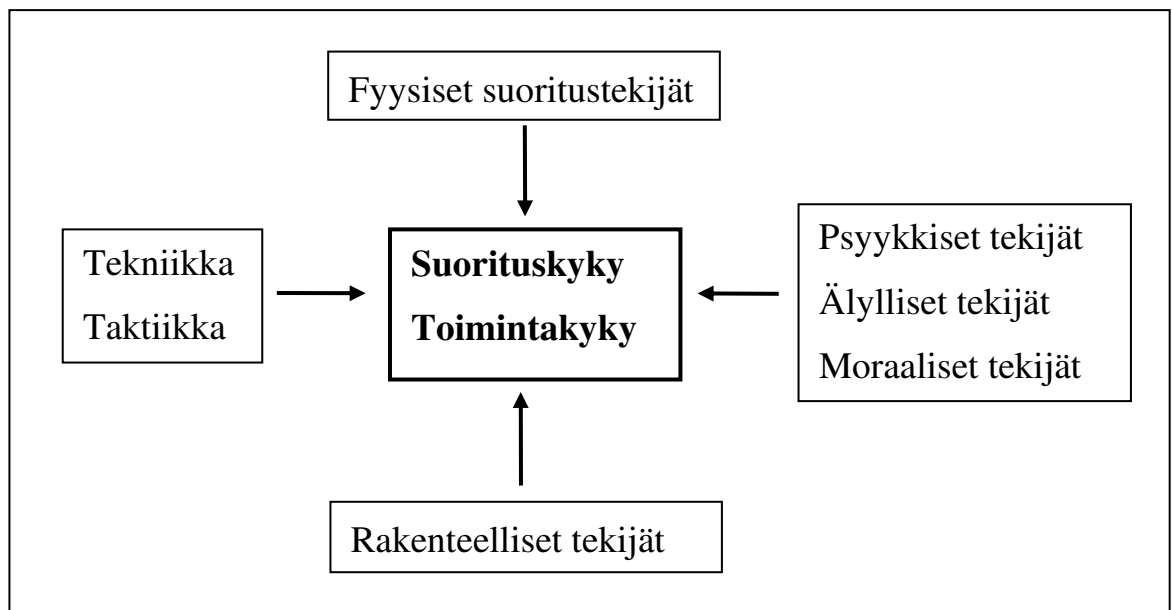 Fyysiset suoritustekijät
Tekniikka
Taktiikka
Suorituskyky
Toimintakyky
Psyykkiset tekijät
Älylliset tekijät
Moraaliset tekijät
Rakenteelliset tekijät